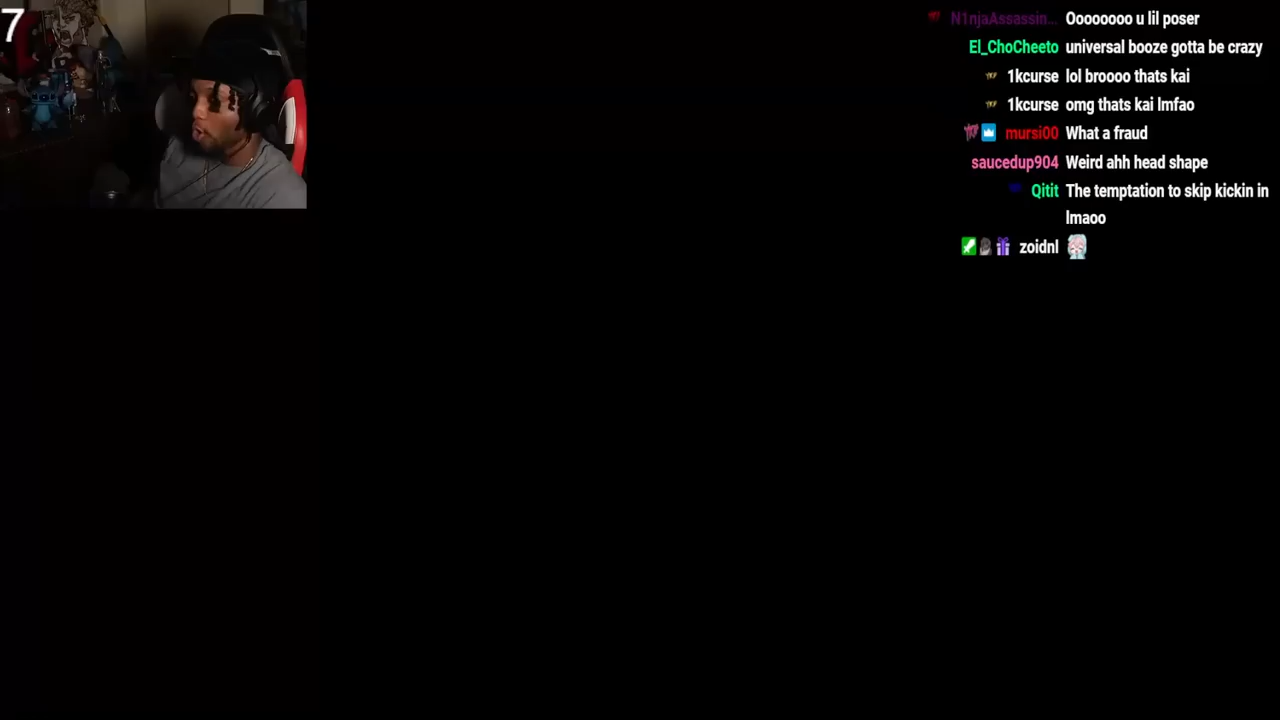 7
N1njaAssassin... Oooooooo u lil poser
El_ChoCheeto universal booze gotta be crazy
1kcurse lol broooo thats kai
1kcurse omg thats kai lmfao
mursi00 What a fraud
saucedup904 Weird ahh head shape
Qitit The temptation to skip kickin in
lmaoo
zoidnl